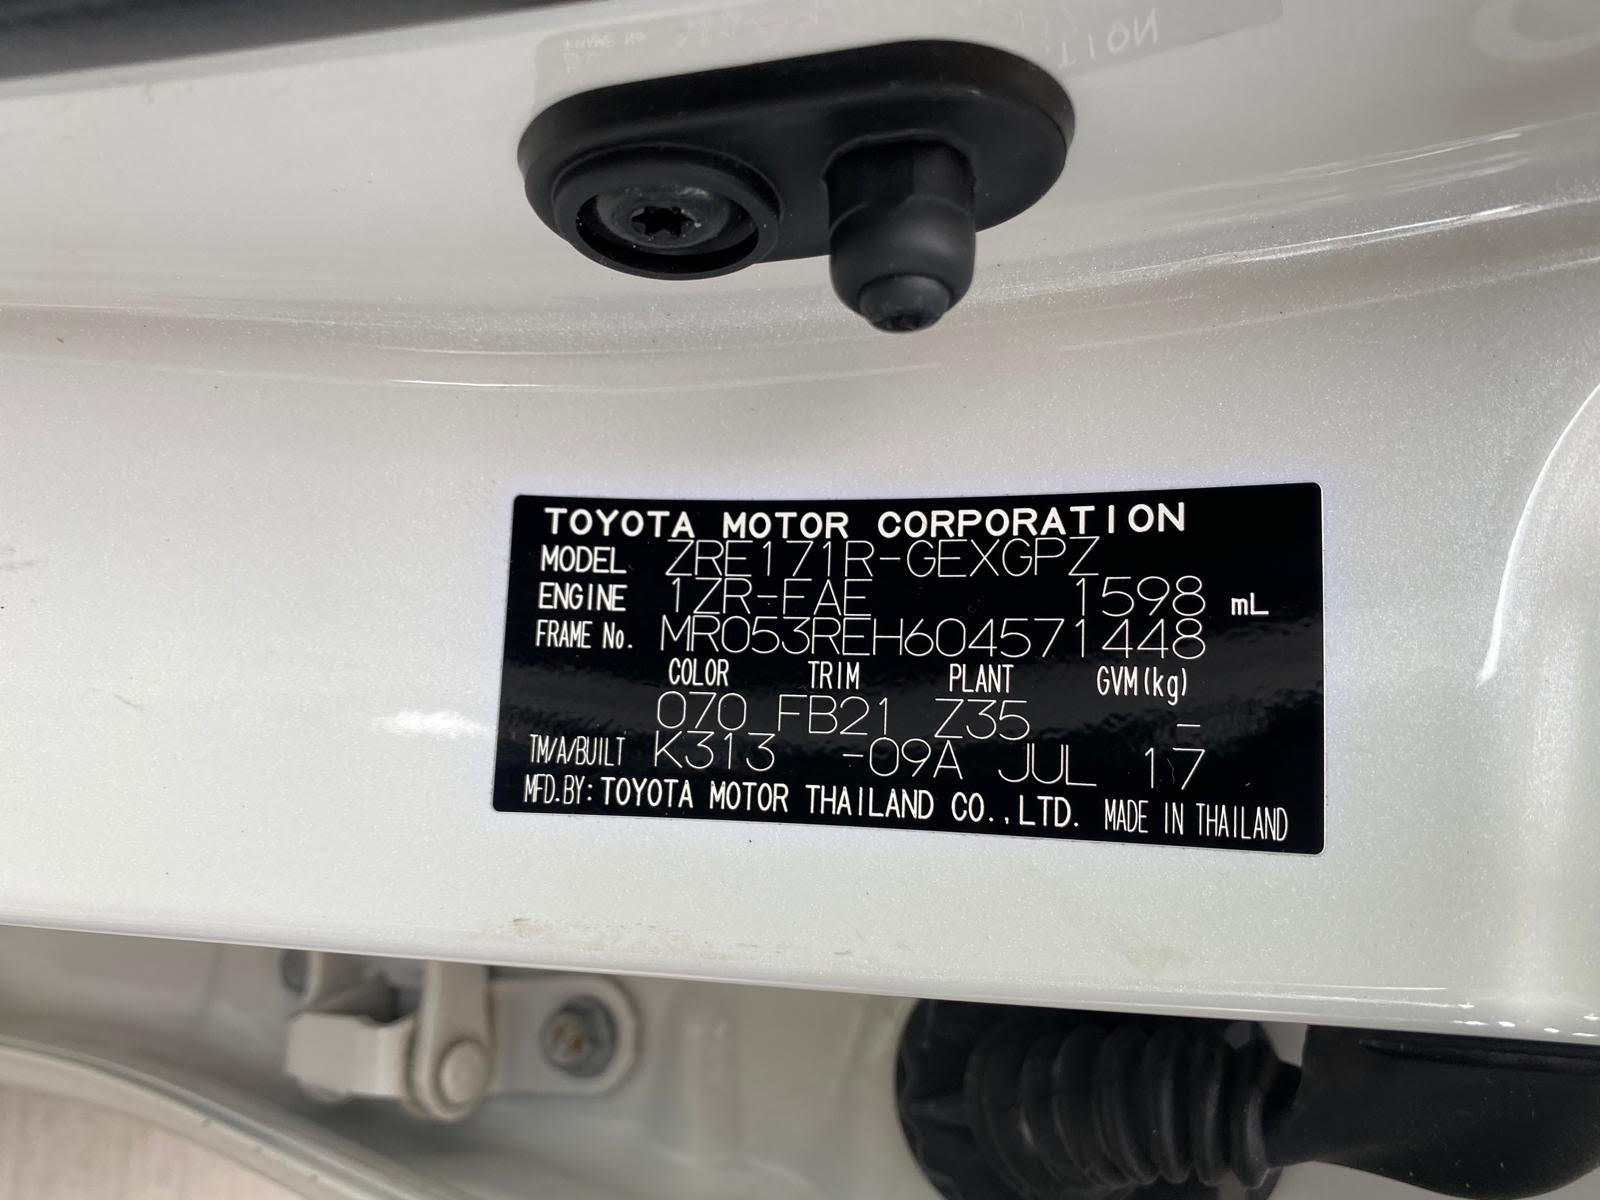 TOYOTA MOTOR CORPORATION
MODEL ZRE171R-GEXGPZ
ENGINE 1ZR-FAE 1598 mL
FRAME No. MR053REH604571448
COLOR TRIM PLANT GVM(kg)
070 FB21 Z35 -
TM/A/BUILT K313 -09A JUL 17
MFD.BY: TOYOTA MOTOR THAILAND CO.,LTD. MADE IN THAILAND